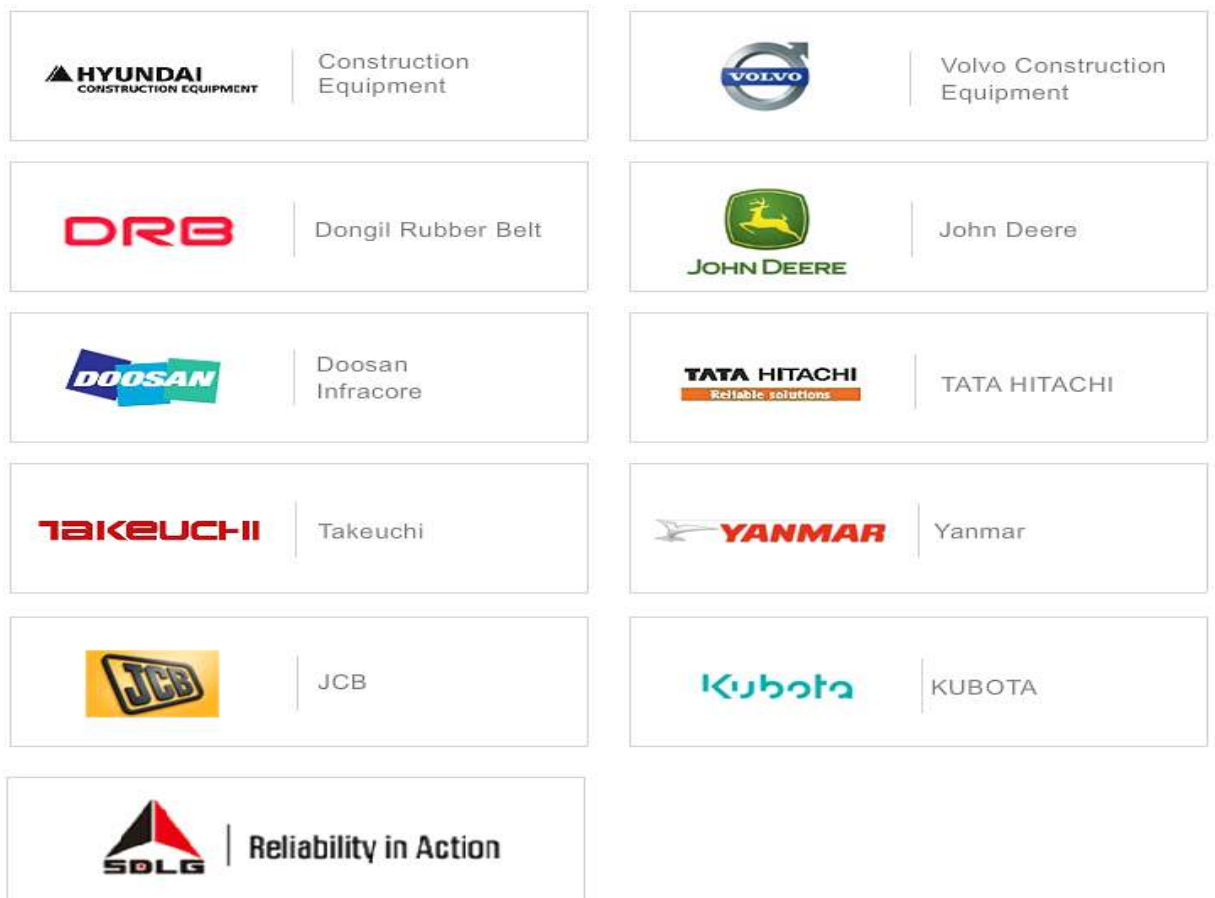 HYUNDAI
CONSTRUCTION EQUIPMENT
Construction
Equipment
VOLVO
Volvo Construction
Equipment
DRB
Dongil Rubber Belt
JOHN DEERE
John Deere
DOOSAN
Doosan
Infracore
TATA HITACHI
Reliable solutions
TATA HITACHI
TAKEUCHI
Takeuchi
YANMAR
Yanmar
JCB
JCB
Kubota
KUBOTA
SDLG
Reliability in Action